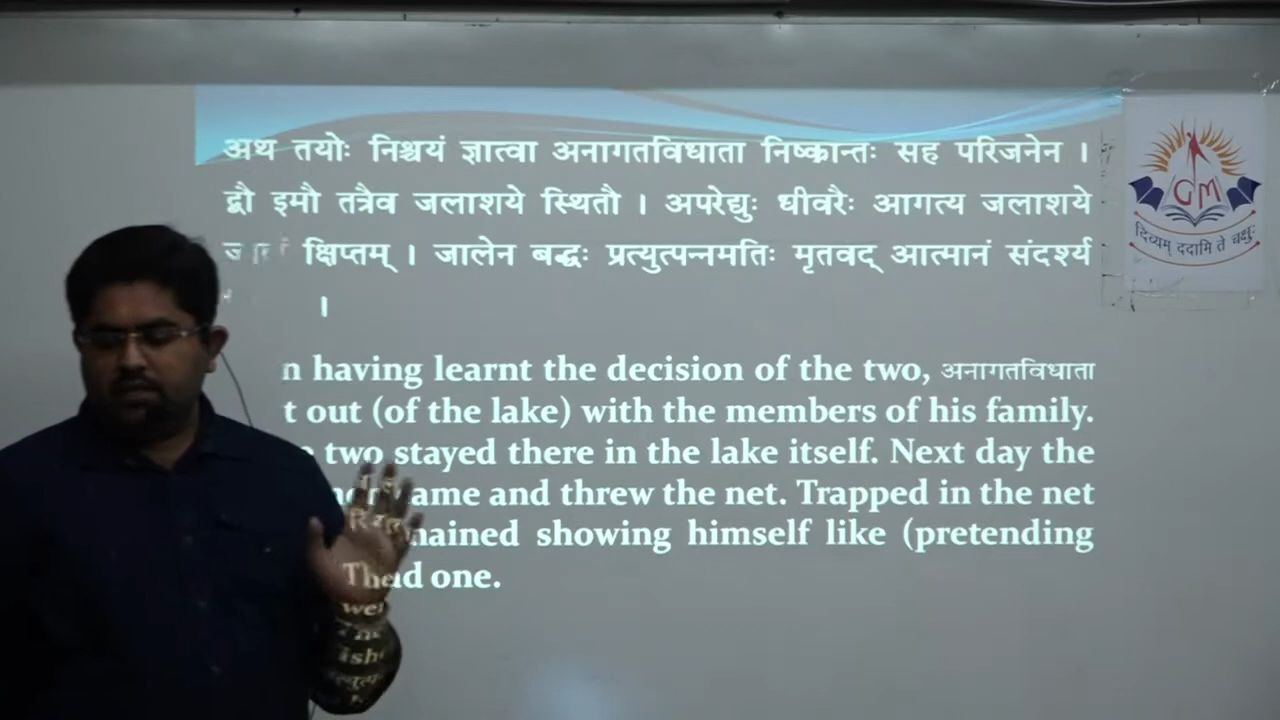 अथ तयोः निश्चयं ज्ञात्वा अनागतविधाता निष्क्रान्तः सह परिजनेन ।
द्वौ इमौ तत्रैव जलाशये स्थितौ । अपरेद्युः धीवरैः आगत्य जलाशये
क्षिप्तम् । जालेन बद्धः प्रत्युत्पन्नमतिः मृतवद् आत्मानं संदर्श्य
।
having learnt the decision of the two, अनागतविधाता
out (of the lake) with the members of his family.
two stayed there in the lake itself. Next day the
came and threw the net. Trapped in the net
showing himself like (pretending
one.
GM
दिव्यम् ददामि ते चक्षुः